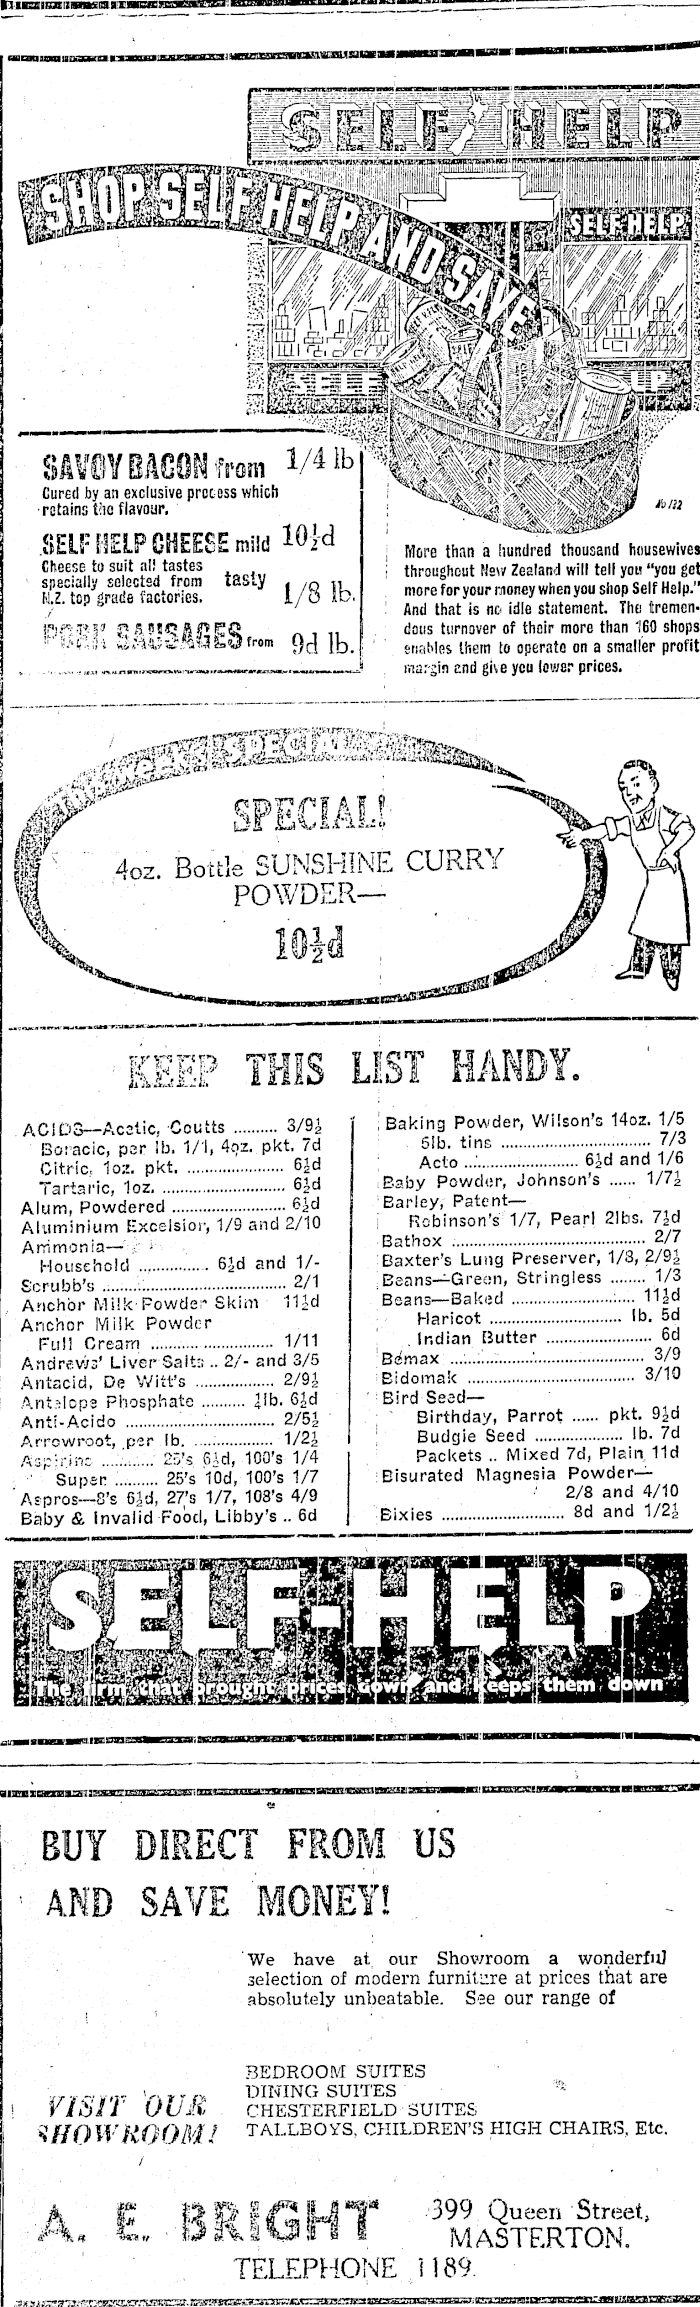 SELF HELP
SHOP SELF HELP AND SAVE
SELF-HELP
SELF
LP
SAVOY BACON from 1/4 lb
Cured by an exclusive process which
retains the flavour.
SELF HELP CHEESE mild 10½d
Cheese to suit all tastes
specially selected from tasty
N.Z. top grade factories. 1/8 lb.
PORK SAUSAGES from 9d lb.
No 132
More than a hundred thousand housewives
throughout New Zealand will tell you "you get
more for your money when you shop Self Help."
And that is no idle statement. The tremen-
dous turnover of their more than 160 shops
enables them to operate on a smaller profit
margin and give you lower prices.
This week's SPECIAL
SPECIAL!
4oz. Bottle SUNSHINE CURRY
POWDER—
10½d
KEEP THIS LIST HANDY.
ACIDS—Acetic, Coutts .......... 3/9½
Boracic, per lb. 1/1, 4oz. pkt. 7d
Citric, 1oz. pkt. ...................... 6½d
Tartaric, 1oz. ............................ 6½d
Alum, Powdered .......................... 6½d
Aluminium Excelsior, 1/9 and 2/10
Ammonia—
Household .............. 6½d and 1/-
Scrubb's ...................................... 2/1
Anchor Milk Powder Skim 11½d
Anchor Milk Powder
Full Cream ............................ 1/11
Andrews' Liver Salts .. 2/- and 3/5
Antacid, De Witt's .................. 2/9½
Antelope Phosphate .......... 1lb. 6½d
Anti-Acido .................................. 2/5½
Arrowroot, per lb. .................. 1/2½
Aspirins ............ 25's 6½d, 100's 1/4
Super .......... 25's 10d, 100's 1/7
Aspros—8's 6½d, 27's 1/7, 108's 4/9
Baby & Invalid Food, Libby's .. 6d
Baking Powder, Wilson's 14oz. 1/5
5lb. tins .................................. 7/3
Acto .......................... 6½d and 1/6
Baby Powder, Johnson's ...... 1/7½
Barley, Patent—
Robinson's 1/7, Pearl 2lbs. 7½d
Bathox .......................................... 2/7
Baxter's Lung Preserver, 1/8, 2/9½
Beans—Green, Stringless ........ 1/3
Beans—Baked .......................... 11½d
Haricot .............................. lb. 5d
Indian Butter ........................ 6d
Bemax .......................................... 3/9
Bidomak ...................................... 3/10
Bird Seed—
Birthday, Parrot ...... pkt. 9½d
Budgie Seed .................... lb. 7d
Packets .. Mixed 7d, Plain 11d
Bisurated Magnesia Powder—
2/8 and 4/10
Bixies ............................ 8d and 1/2½
SELF-HELP
The firm that brought prices down and keeps them down
BUY DIRECT FROM US
AND SAVE MONEY!
We have at our Showroom a wonderful
selection of modern furniture at prices that are
absolutely unbeatable. See our range of
BEDROOM SUITES
DINING SUITES
CHESTERFIELD SUITES
TALLBOYS, CHILDREN'S HIGH CHAIRS, Etc.
VISIT OUR
SHOWROOM!
A. E. BRIGHT
399 Queen Street,
MASTERTON.
TELEPHONE 1189.